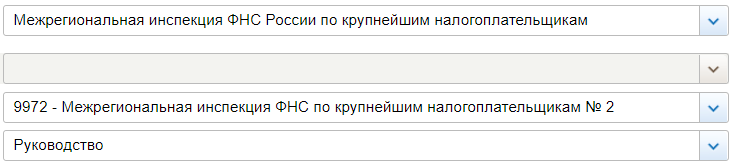 Межрегиональная инспекция ФНС России по крупнейшим налогоплательщикам
9972 - Межрегиональная инспекция ФНС по крупнейшим налогоплательщикам № 2
Руководство